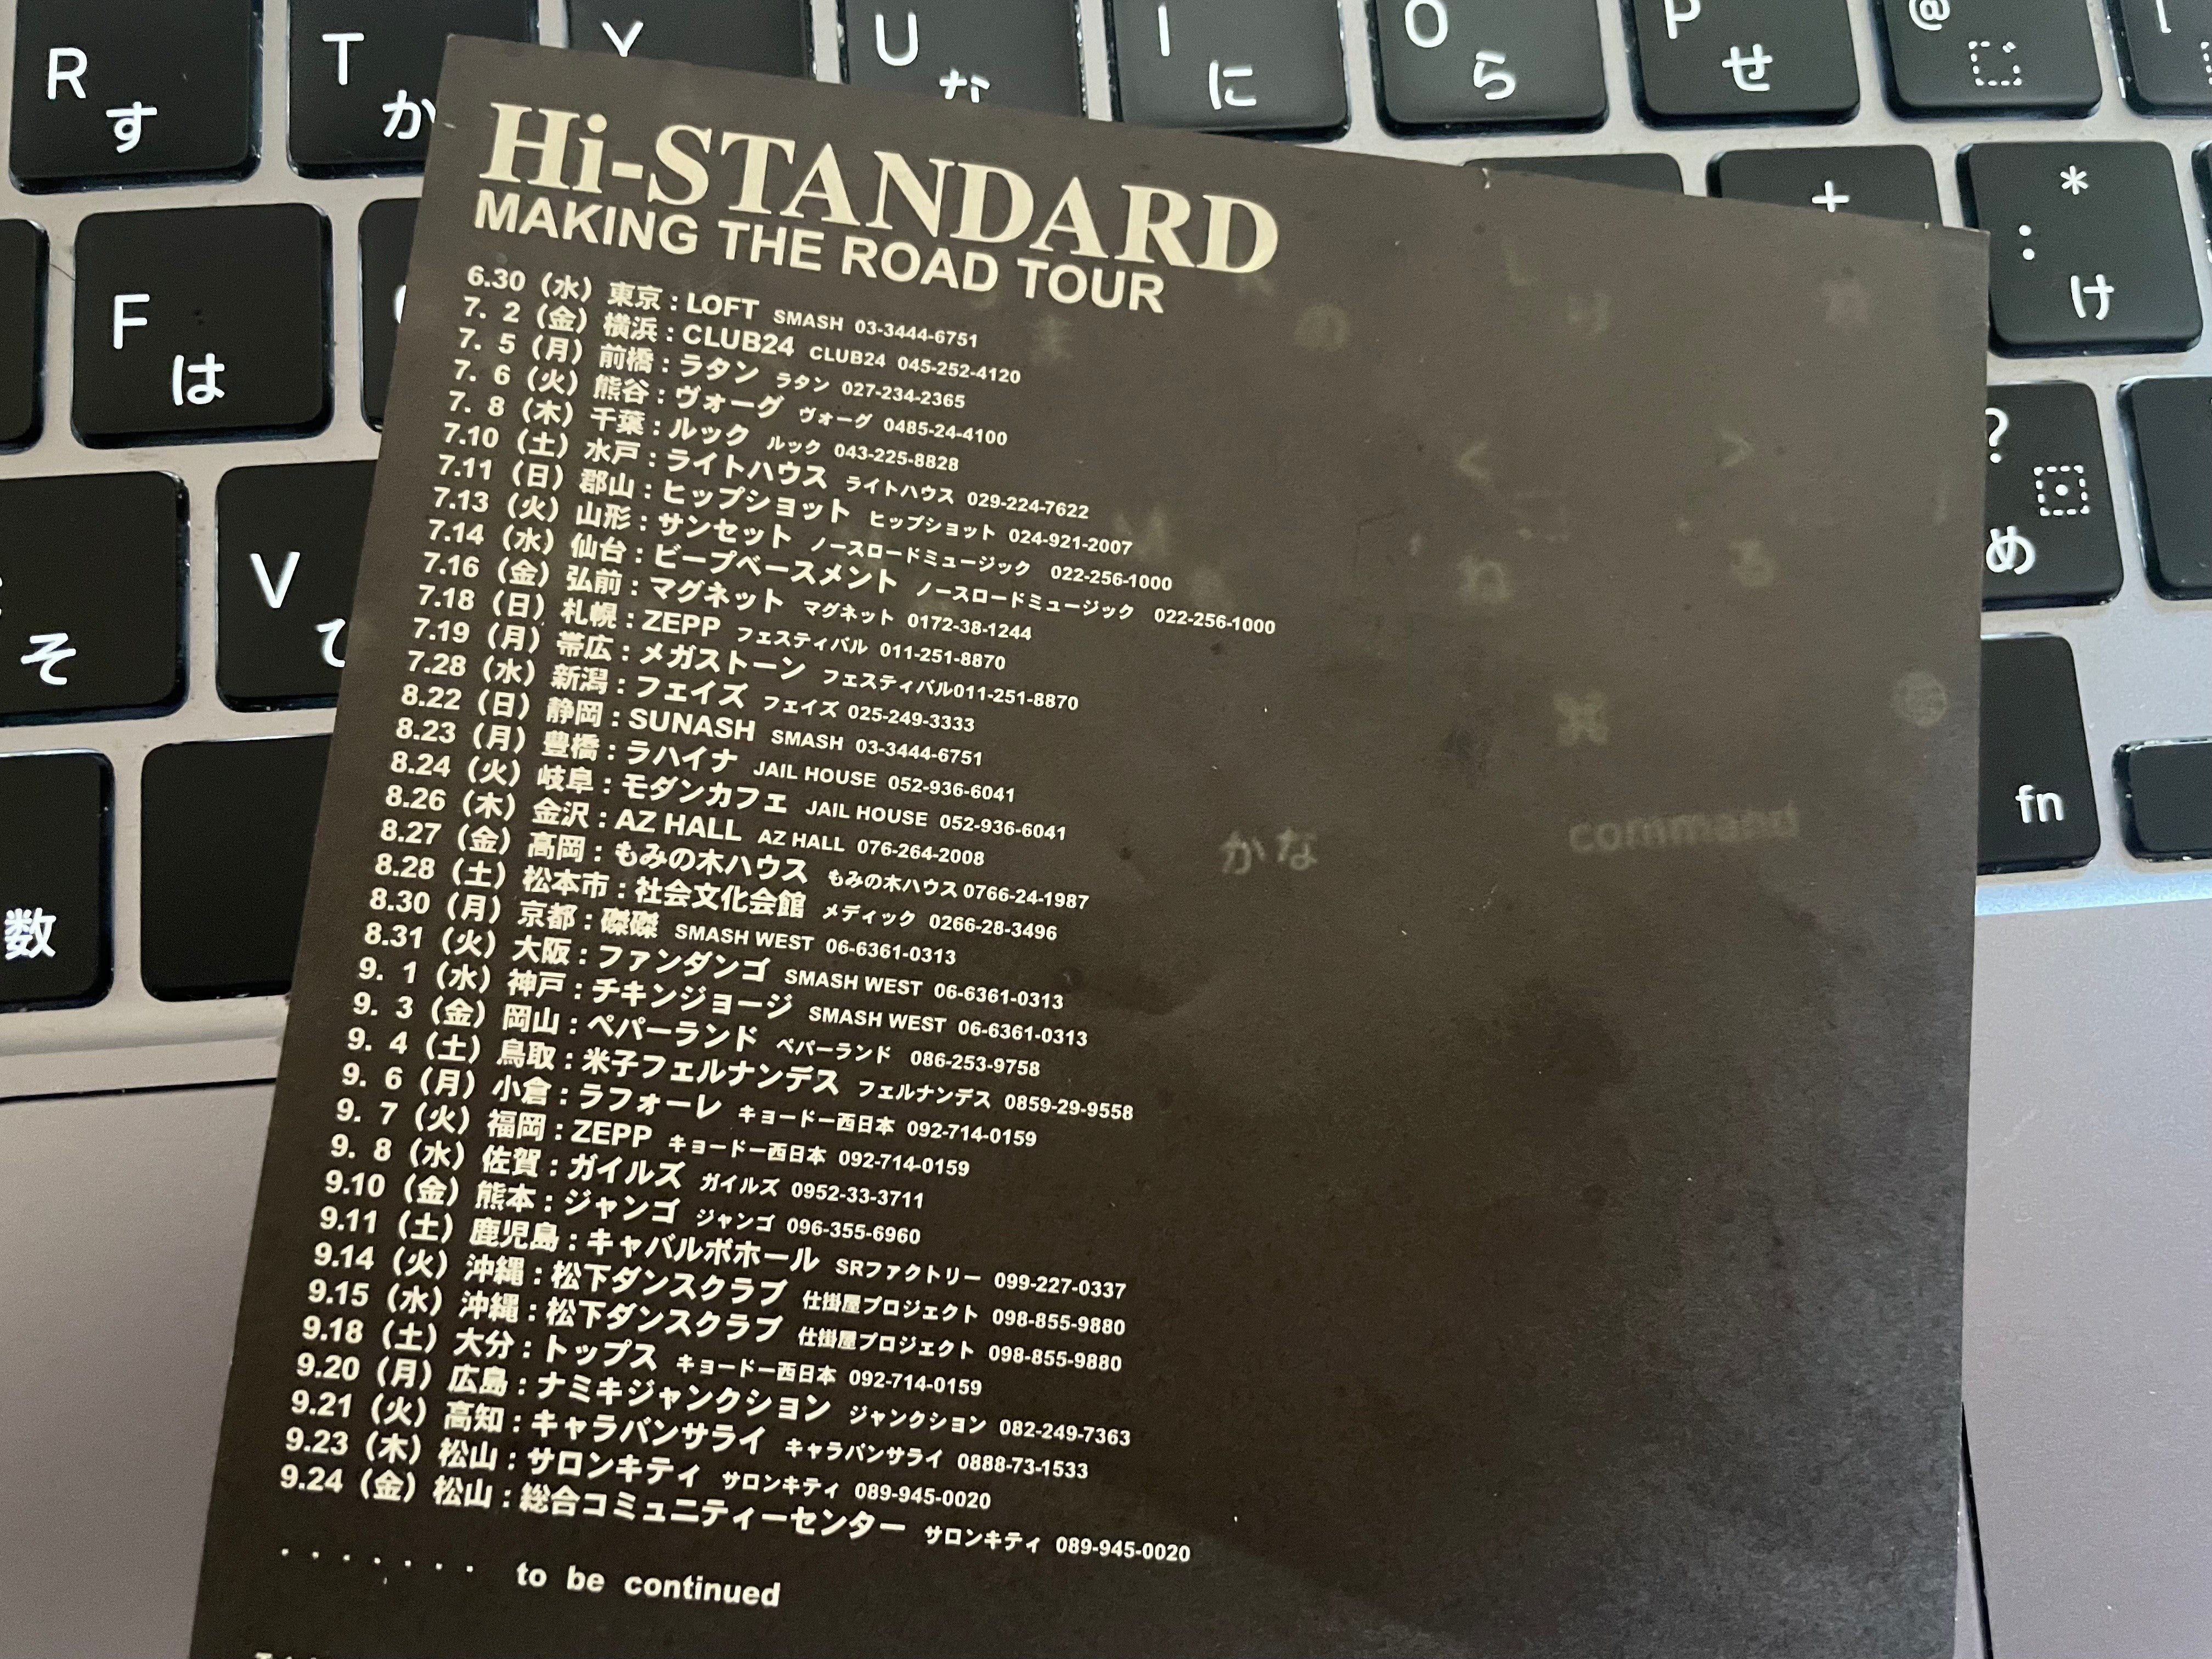 Hi-STANDARD
MAKING THE ROAD TOUR
6.30（水）東京：LOFT SMASH 03-3444-6751
7. 2（金）横浜：CLUB24 CLUB24 045-252-4120
7. 5（月）前橋：ラタン ラタン 027-234-2365
7. 6（火）熊谷：ヴォーグ ヴォーグ 0485-24-4100
7. 8（木）千葉：ルック ルック 043-225-8828
7.10（土）水戸：ライトハウス ライトハウス 029-224-7622
7.11（日）郡山：ヒップショット ヒップショット 024-921-2007
7.13（火）山形：サンセット ノースロードミュージック 022-256-1000
7.14（水）仙台：ビープベースメント ノースロードミュージック 022-256-1000
7.16（金）弘前：マグネット マグネット 0172-38-1244
7.18（日）札幌：ZEPP フェスティバル 011-251-8870
7.19（月）帯広：メガストーン フェスティバル011-251-8870
7.28（水）新潟：フェイズ フェイズ 025-249-3333
8.22（日）静岡：SUNASH SMASH 03-3444-6751
8.23（月）豊橋：ラハイナ JAIL HOUSE 052-936-6041
8.24（火）岐阜：モダンカフェ JAIL HOUSE 052-936-6041
8.26（木）金沢：AZ HALL AZ HALL 076-264-2008
8.27（金）高岡：もみの木ハウス もみの木ハウス 0766-24-1987
8.28（土）松本市：社会文化会館 メディック 0266-28-3496
8.30（月）京都：磔磔 SMASH WEST 06-6361-0313
8.31（火）大阪：ファンダンゴ SMASH WEST 06-6361-0313
9. 1（水）神戸：チキンジョージ SMASH WEST 06-6361-0313
9. 3（金）岡山：ペパーランド ペパーランド 086-253-9758
9. 4（土）鳥取：米子フェルナンデス フェルナンデス 0859-29-9558
9. 6（月）小倉：ラフォーレ キョードー西日本 092-714-0159
9. 7（火）福岡：ZEPP キョードー西日本 092-714-0159
9. 8（水）佐賀：ガイルズ ガイルズ 0952-33-3711
9.10（金）熊本：ジャンゴ ジャンゴ 096-355-6960
9.11（土）鹿児島：キャパルボホール SRファクトリー 099-227-0337
9.14（火）沖縄：松下ダンスクラブ 仕掛屋プロジェクト 098-855-9880
9.15（水）沖縄：松下ダンスクラブ 仕掛屋プロジェクト 098-855-9880
9.18（土）大分：トップス キョードー西日本 092-714-0159
9.20（月）広島：ナミキジャンクション ジャンクション 082-249-7363
9.21（火）高知：キャラバンサライ キャラバンサライ 0888-73-1533
9.23（木）松山：サロンキティ サロンキティ 089-945-0020
9.24（金）松山：総合コミュニティーセンター サロンキティ 089-945-0020
・・・・・・・ to be continued
R す
T か
Y
U な
I に
O ら
P せ
@ ゛
+
* : け
F は
? ・ め
そ
V
数
かな
command
fn